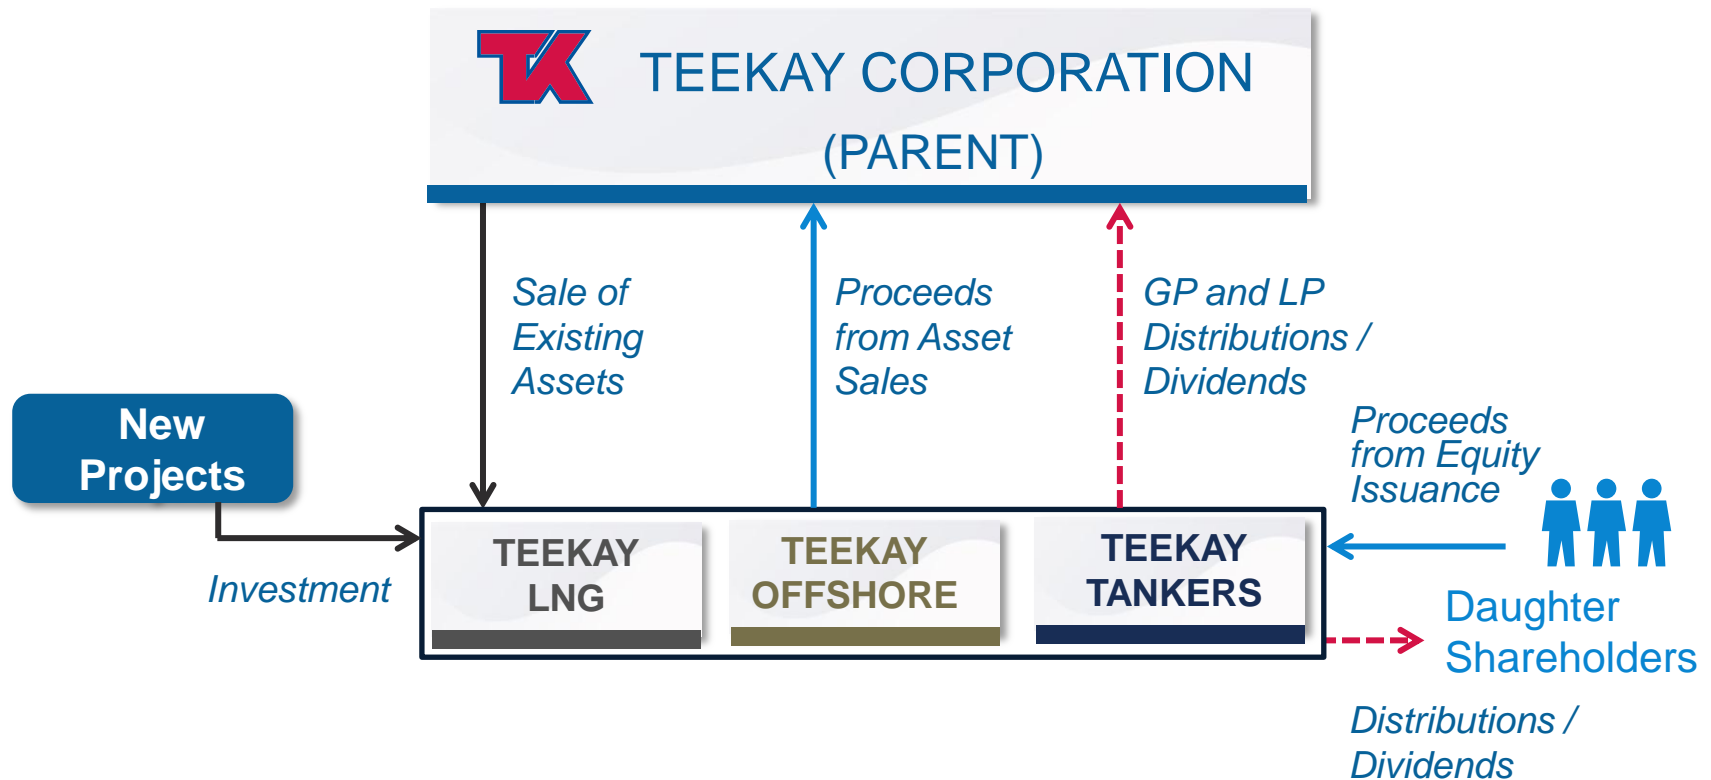 TK
TEEKAY CORPORATION
(PARENT)
Sale of
Existing
Assets
Proceeds
from Asset
Sales
GP and LP
Distributions /
Dividends
New
Projects
Investment
Proceeds
from Equity
Issuance
TEEKAY
LNG
TEEKAY
OFFSHORE
TEEKAY
TANKERS
Daughter
Shareholders
Distributions /
Dividends